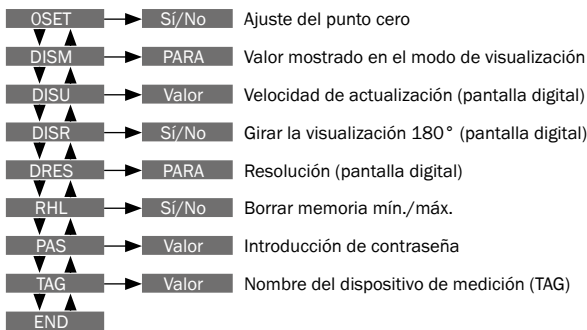 0SET Sí/No Ajuste del punto cero
DISM PARA Valor mostrado en el modo de visualización
DISU Valor Velocidad de actualización (pantalla digital)
DISR Sí/No Girar la visualización 180° (pantalla digital)
DRES PARA Resolución (pantalla digital)
RHL Sí/No Borrar memoria mín./máx.
PAS Valor Introducción de contraseña
TAG Valor Nombre del dispositivo de medición (TAG)
END